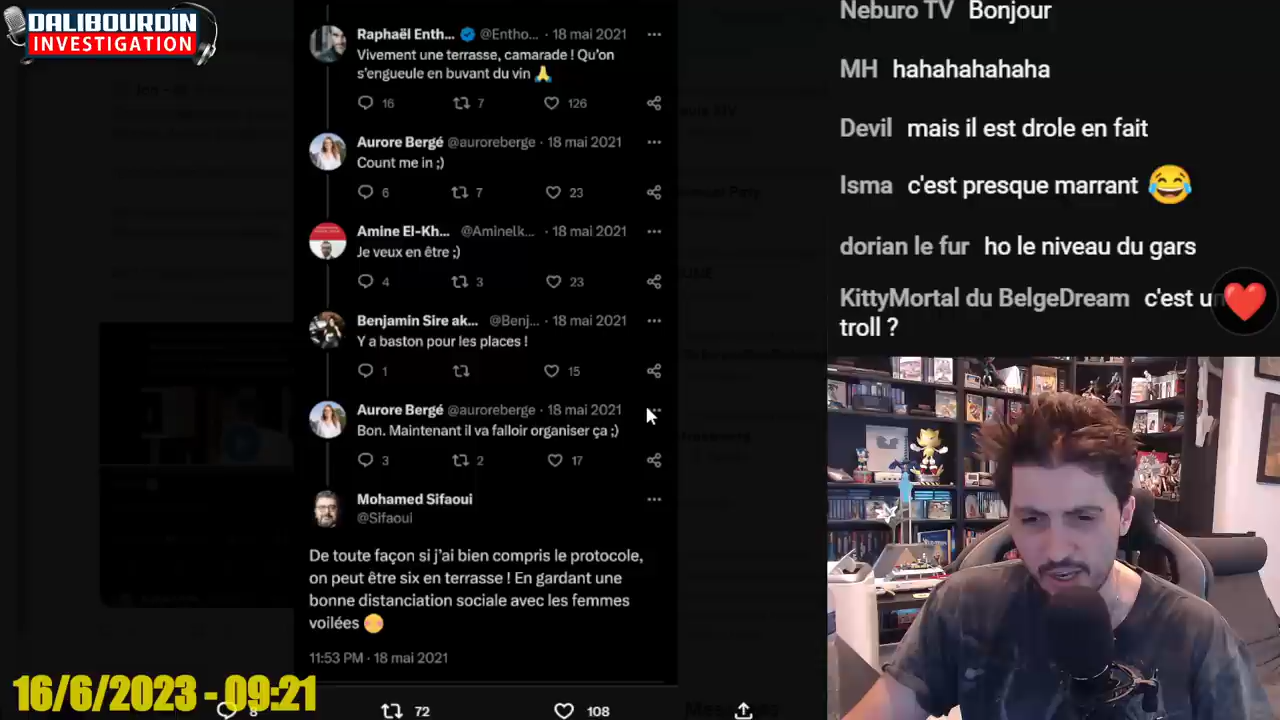 DALIBOURDIN
INVESTIGATION
Raphaël Enth... @Entho... · 18 mai 2021 ...
Vivement une terrasse, camarade ! Qu'on
s'engueule en buvant du vin 🙏
16 7 126
Aurore Bergé @auroreberge · 18 mai 2021 ...
Count me in ;)
6 7 23
Amine El-Kh... @Aminelk... · 18 mai 2021 ...
Je veux en être ;)
4 3 23
Benjamin Sire ak... @Benj... · 18 mai 2021 ...
Y a baston pour les places !
1 15
Aurore Bergé @auroreberge · 18 mai 2021 ...
Bon. Maintenant il va falloir organiser ça ;)
3 2 17
Mohamed Sifaoui ...
@Sifaoui
De toute façon si j'ai bien compris le protocole,
on peut être six en terrasse ! En gardant une
bonne distanciation sociale avec les femmes
voilées
11:53 PM · 18 mai 2021
8 72 108
16/6/2023 - 09:21
Neburo TV Bonjour
MH hahahahahaha
Devil mais il est drole en fait
Isma c'est presque marrant 😂
dorian le fur ho le niveau du gars
KittyMortal du BelgeDream c'est un
troll ?